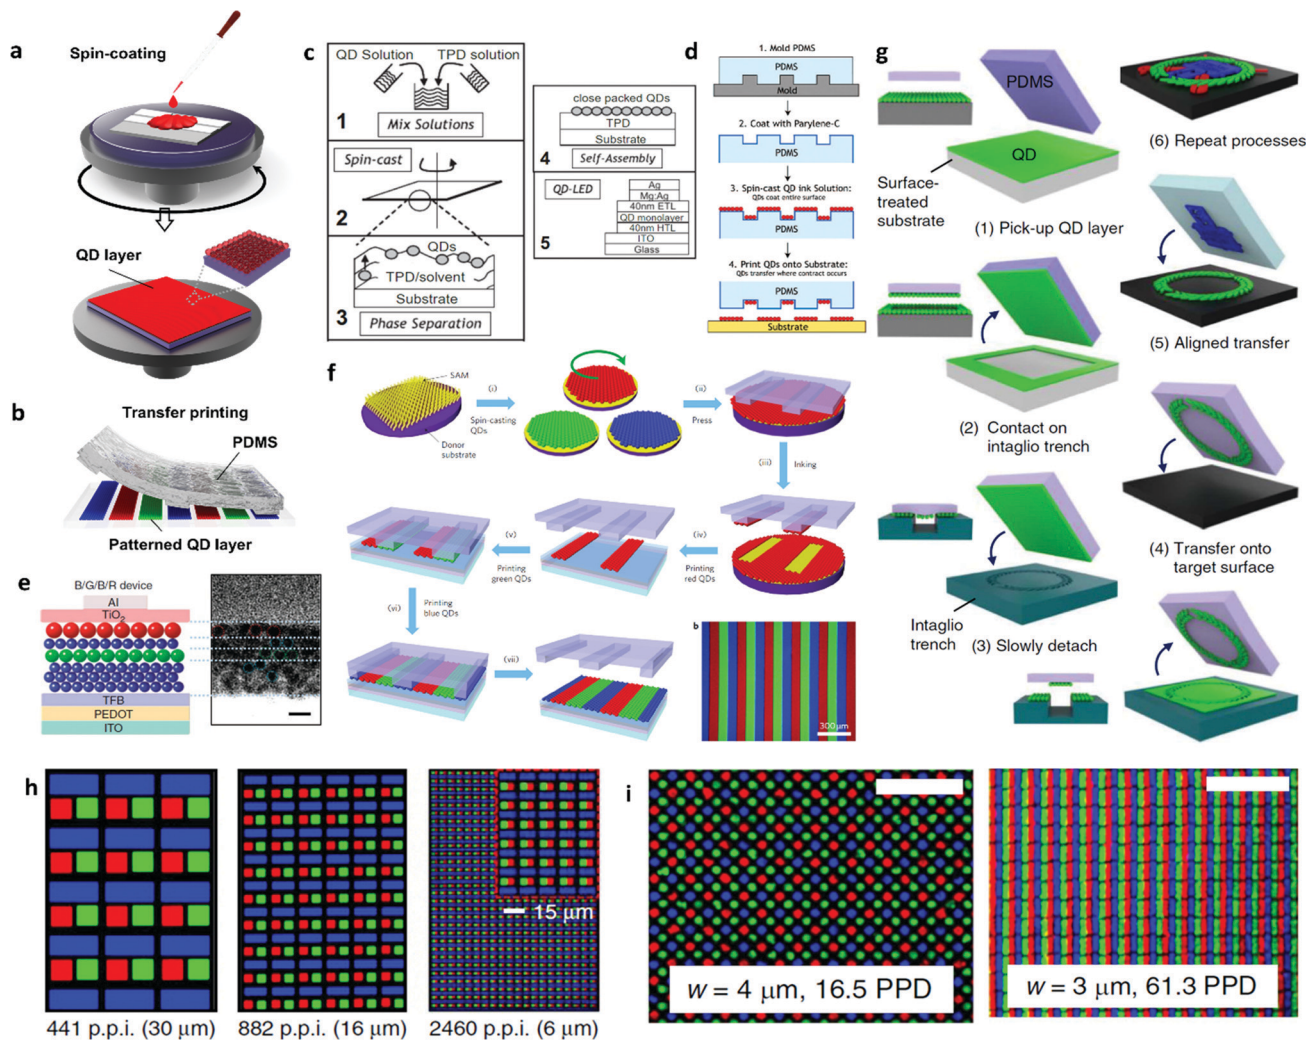 a
Spin-coating
QD layer
b
Transfer printing
PDMS
Patterned QD layer
c
QD Solution
TPD solution
1
Mix Solutions
Spin-cast
2
QDs
TPD/solvent
Substrate
3
Phase Separation
close packed QDs
TPD
Substrate
4
Self-Assembly
QD-LED
Ag
Mg:Ag
40nm ETL
QD monolayer
40nm HTL
ITO
Glass
5
d
1. Mold PDMS
PDMS
Mold
2. Coat with Parylene-C
PDMS
3. Spin-cast QD ink Solution:
QDs coat entire surface
PDMS
4. Print QDs onto Substrate:
QDs transfer where contract occurs
PDMS
Substrate
e
B/G/B/R device
Al
TiO2
TFB
PEDOT
ITO
f
SAM
Donor
substrate
(i)
Spin-casting
QDs
(ii)
Press
(iii)
Inking
(iv)
Printing
red QDs
(v)
Printing
green QDs
(vi)
Printing
blue QDs
(vii)
b
300 µm
g
PDMS
QD
Surface-
treated
substrate
(1) Pick-up QD layer
(2) Contact on
intaglio trench
Intaglio
trench
(3) Slowly detach
(4) Transfer onto
target surface
(5) Aligned transfer
(6) Repeat processes
h
441 p.p.i. (30 µm)
882 p.p.i. (16 µm)
15 µm
2460 p.p.i. (6 µm)
i
w = 4 µm, 16.5 PPD
w = 3 µm, 61.3 PPD